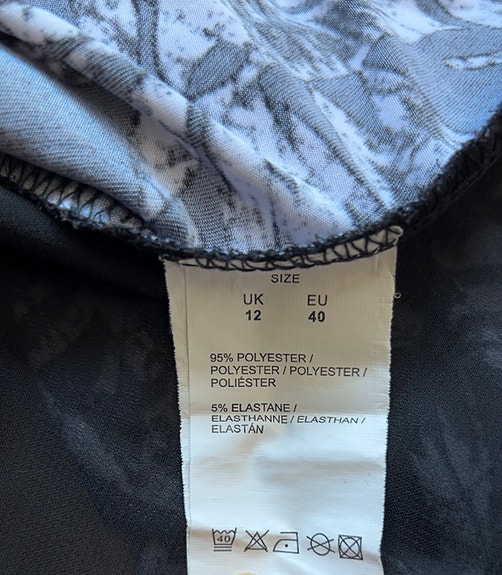 SIZE
UK EU
12 40
95% POLYESTER /
POLYESTER / POLYESTER /
POLIÉSTER
5% ELASTANE /
ELASTHANNE / ELASTHAN /
ELASTÁN
40